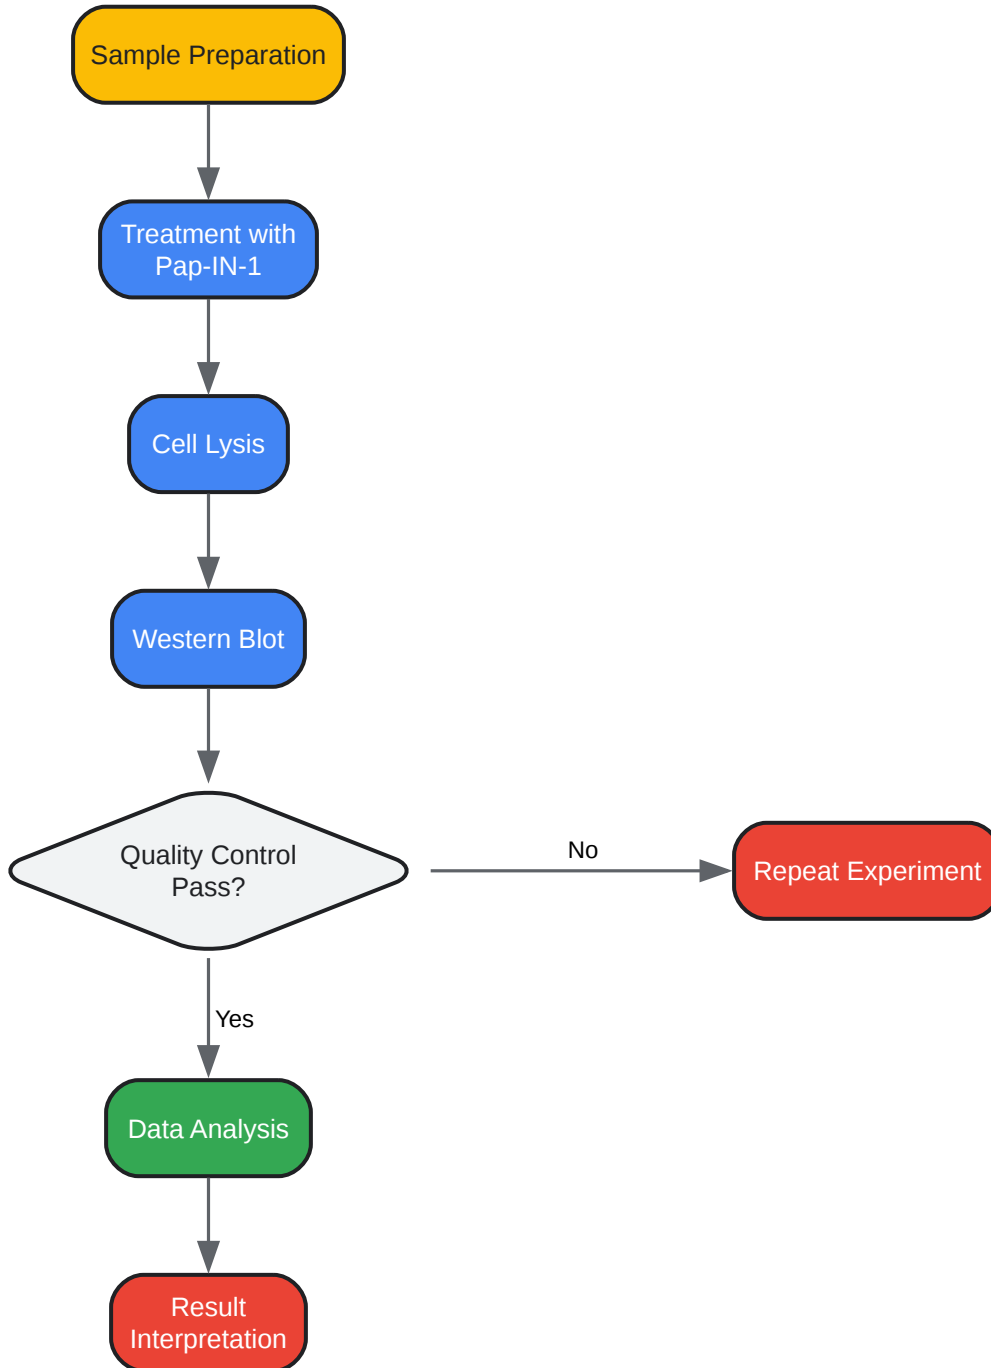 Sample Preparation
Treatment with
Pap-IN-1
Cell Lysis
Western Blot
Quality Control
Pass?
No
Repeat Experiment
Yes
Data Analysis
Result
Interpretation